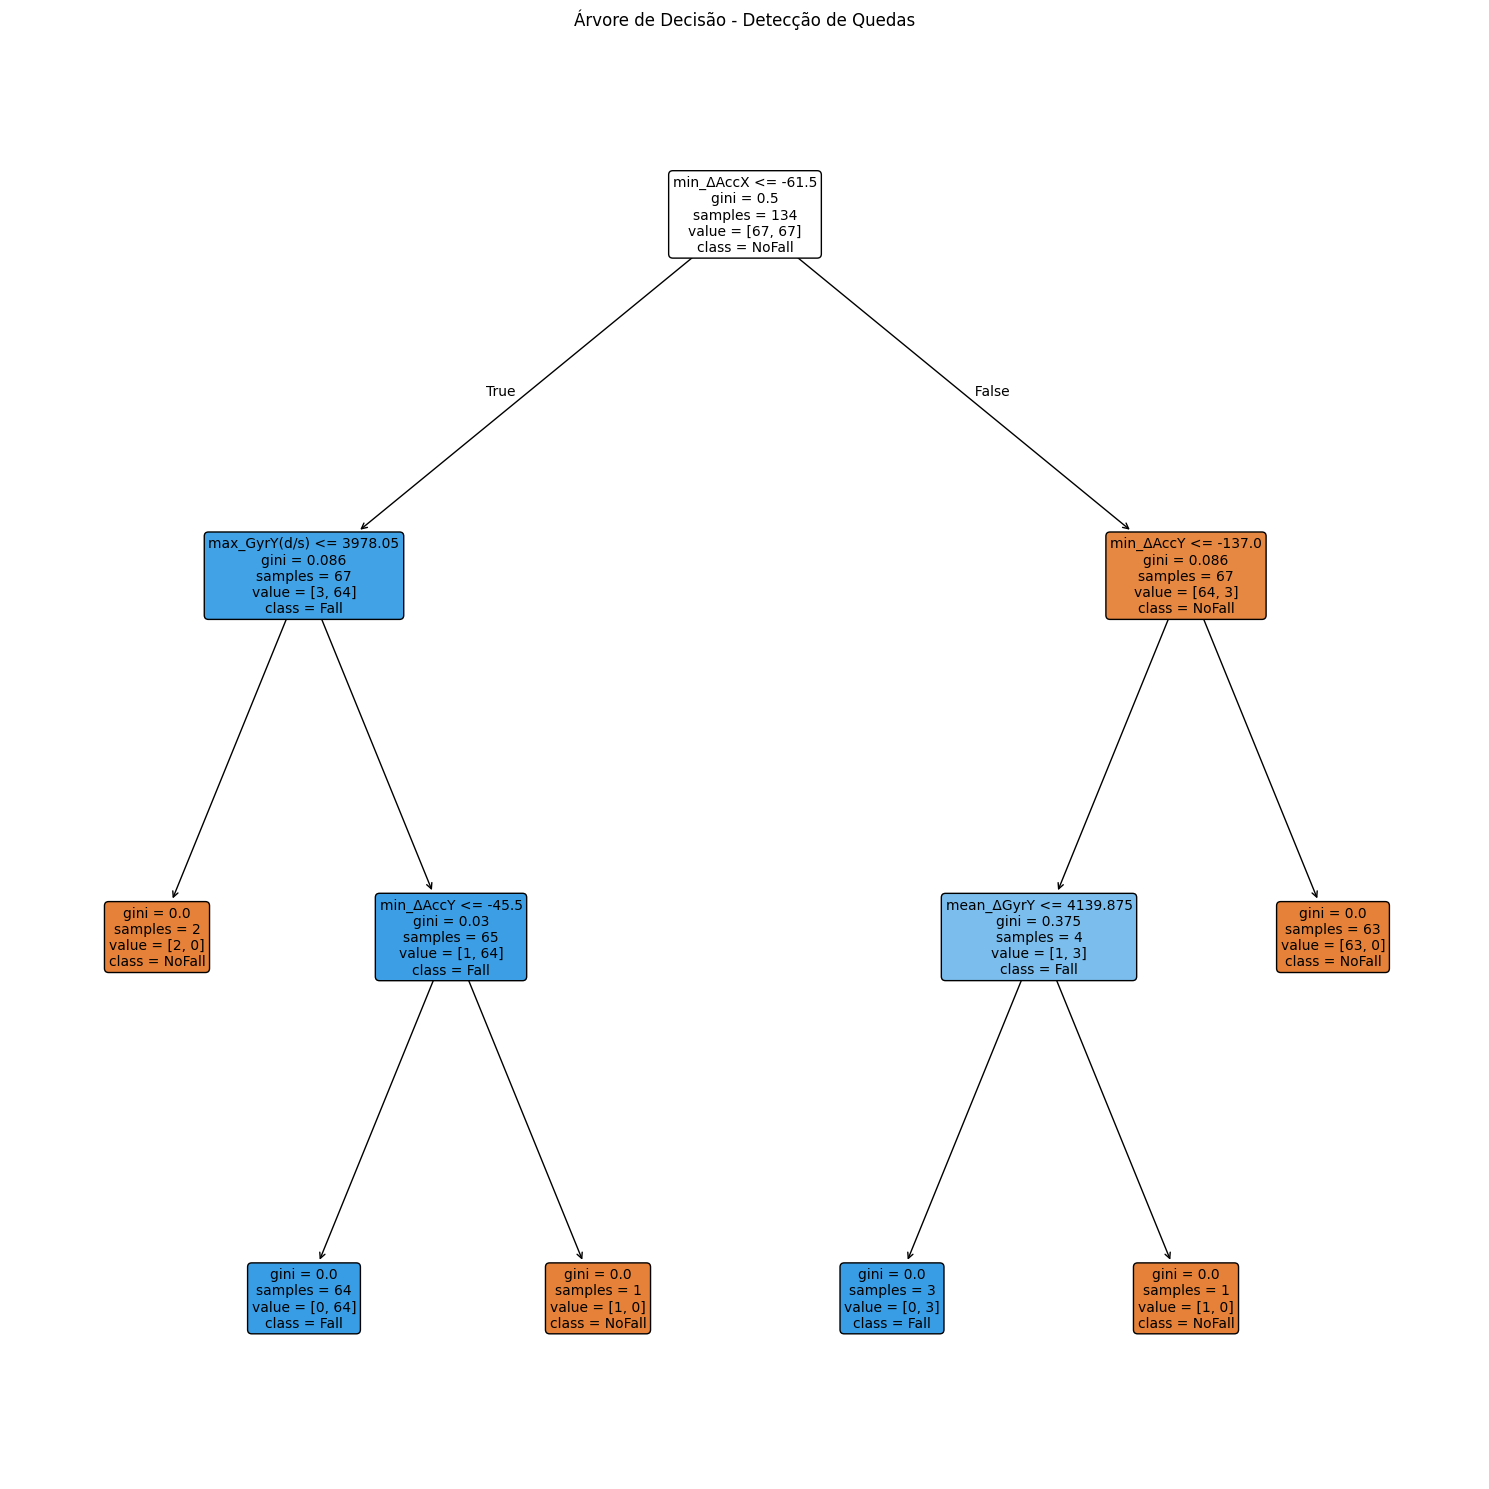 Árvore de Decisão - Detecção de Quedas
min_ΔAccX <= -61.5
gini = 0.5
samples = 134
value = [67, 67]
class = NoFall
True
False
max_GyrY(d/s) <= 3978.05
gini = 0.086
samples = 67
value = [3, 64]
class = Fall
min_ΔAccY <= -137.0
gini = 0.086
samples = 67
value = [64, 3]
class = NoFall
gini = 0.0
samples = 2
value = [2, 0]
class = NoFall
min_ΔAccY <= -45.5
gini = 0.03
samples = 65
value = [1, 64]
class = Fall
mean_ΔGyrY <= 4139.875
gini = 0.375
samples = 4
value = [1, 3]
class = Fall
gini = 0.0
samples = 63
value = [63, 0]
class = NoFall
gini = 0.0
samples = 64
value = [0, 64]
class = Fall
gini = 0.0
samples = 1
value = [1, 0]
class = NoFall
gini = 0.0
samples = 3
value = [0, 3]
class = Fall
gini = 0.0
samples = 1
value = [1, 0]
class = NoFall